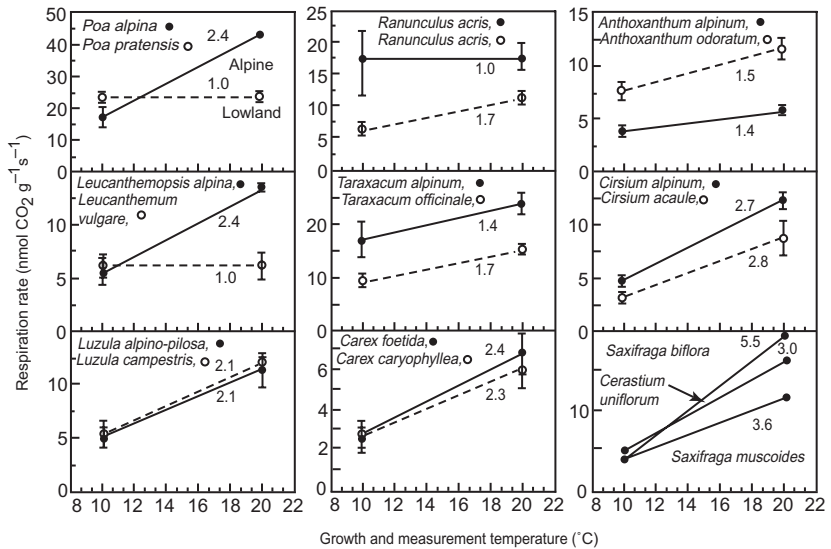 Respiration rate (nmol CO2 g–1s–1)
Poa alpina ●
Poa pratensis ○
2.4
Alpine
1.0
Lowland
50
40
30
20
10
0
Ranunculus acris, ●
Ranunculus acris, ○
1.0
1.7
25
20
15
10
5
0
Anthoxanthum alpinum, ●
Anthoxanthum odoratum, ○
1.5
1.4
15
10
5
0
Leucanthemopsis alpina, ●
Leucanthemum
vulgare, ○
2.4
1.0
10
5
0
Taraxacum alpinum, ●
Taraxacum officinale, ○
1.4
1.7
20
10
0
Cirsium alpinum, ●
Cirsium acaule, ○
2.7
2.8
10
5
0
Luzula alpino-pilosa, ●
Luzula campestris, ○
2.1
2.1
10
5
0
8 10 12 14 16 18 20 22
Carex foetida, ●
Carex caryophyllea, ○
2.4
2.3
8
6
4
2
0
8 10 12 14 16 18 20 22
Saxifraga biflora
5.5
3.0
Cerastium
uniflorum
3.6
Saxifraga muscoides
10
0
8 10 12 14 16 18 20 22
Growth and measurement temperature (˚C)